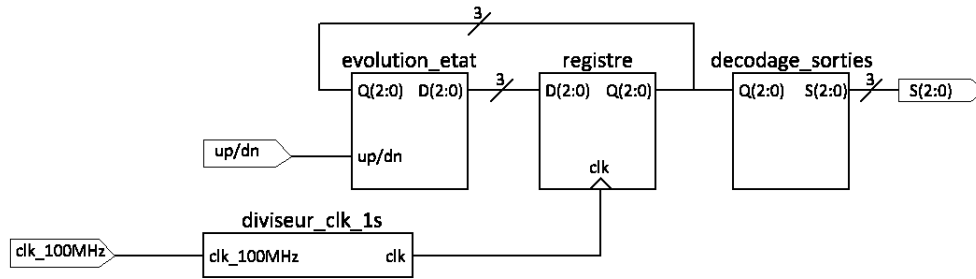 3
evolution_etat
registre
decodage_sorties
Q(2:0) D(2:0)
3
D(2:0) Q(2:0)
Q(2:0) S(2:0)
3
S(2:0)
up/dn
up/dn
clk
diviseur_clk_1s
clk_100MHz
clk_100MHz
clk